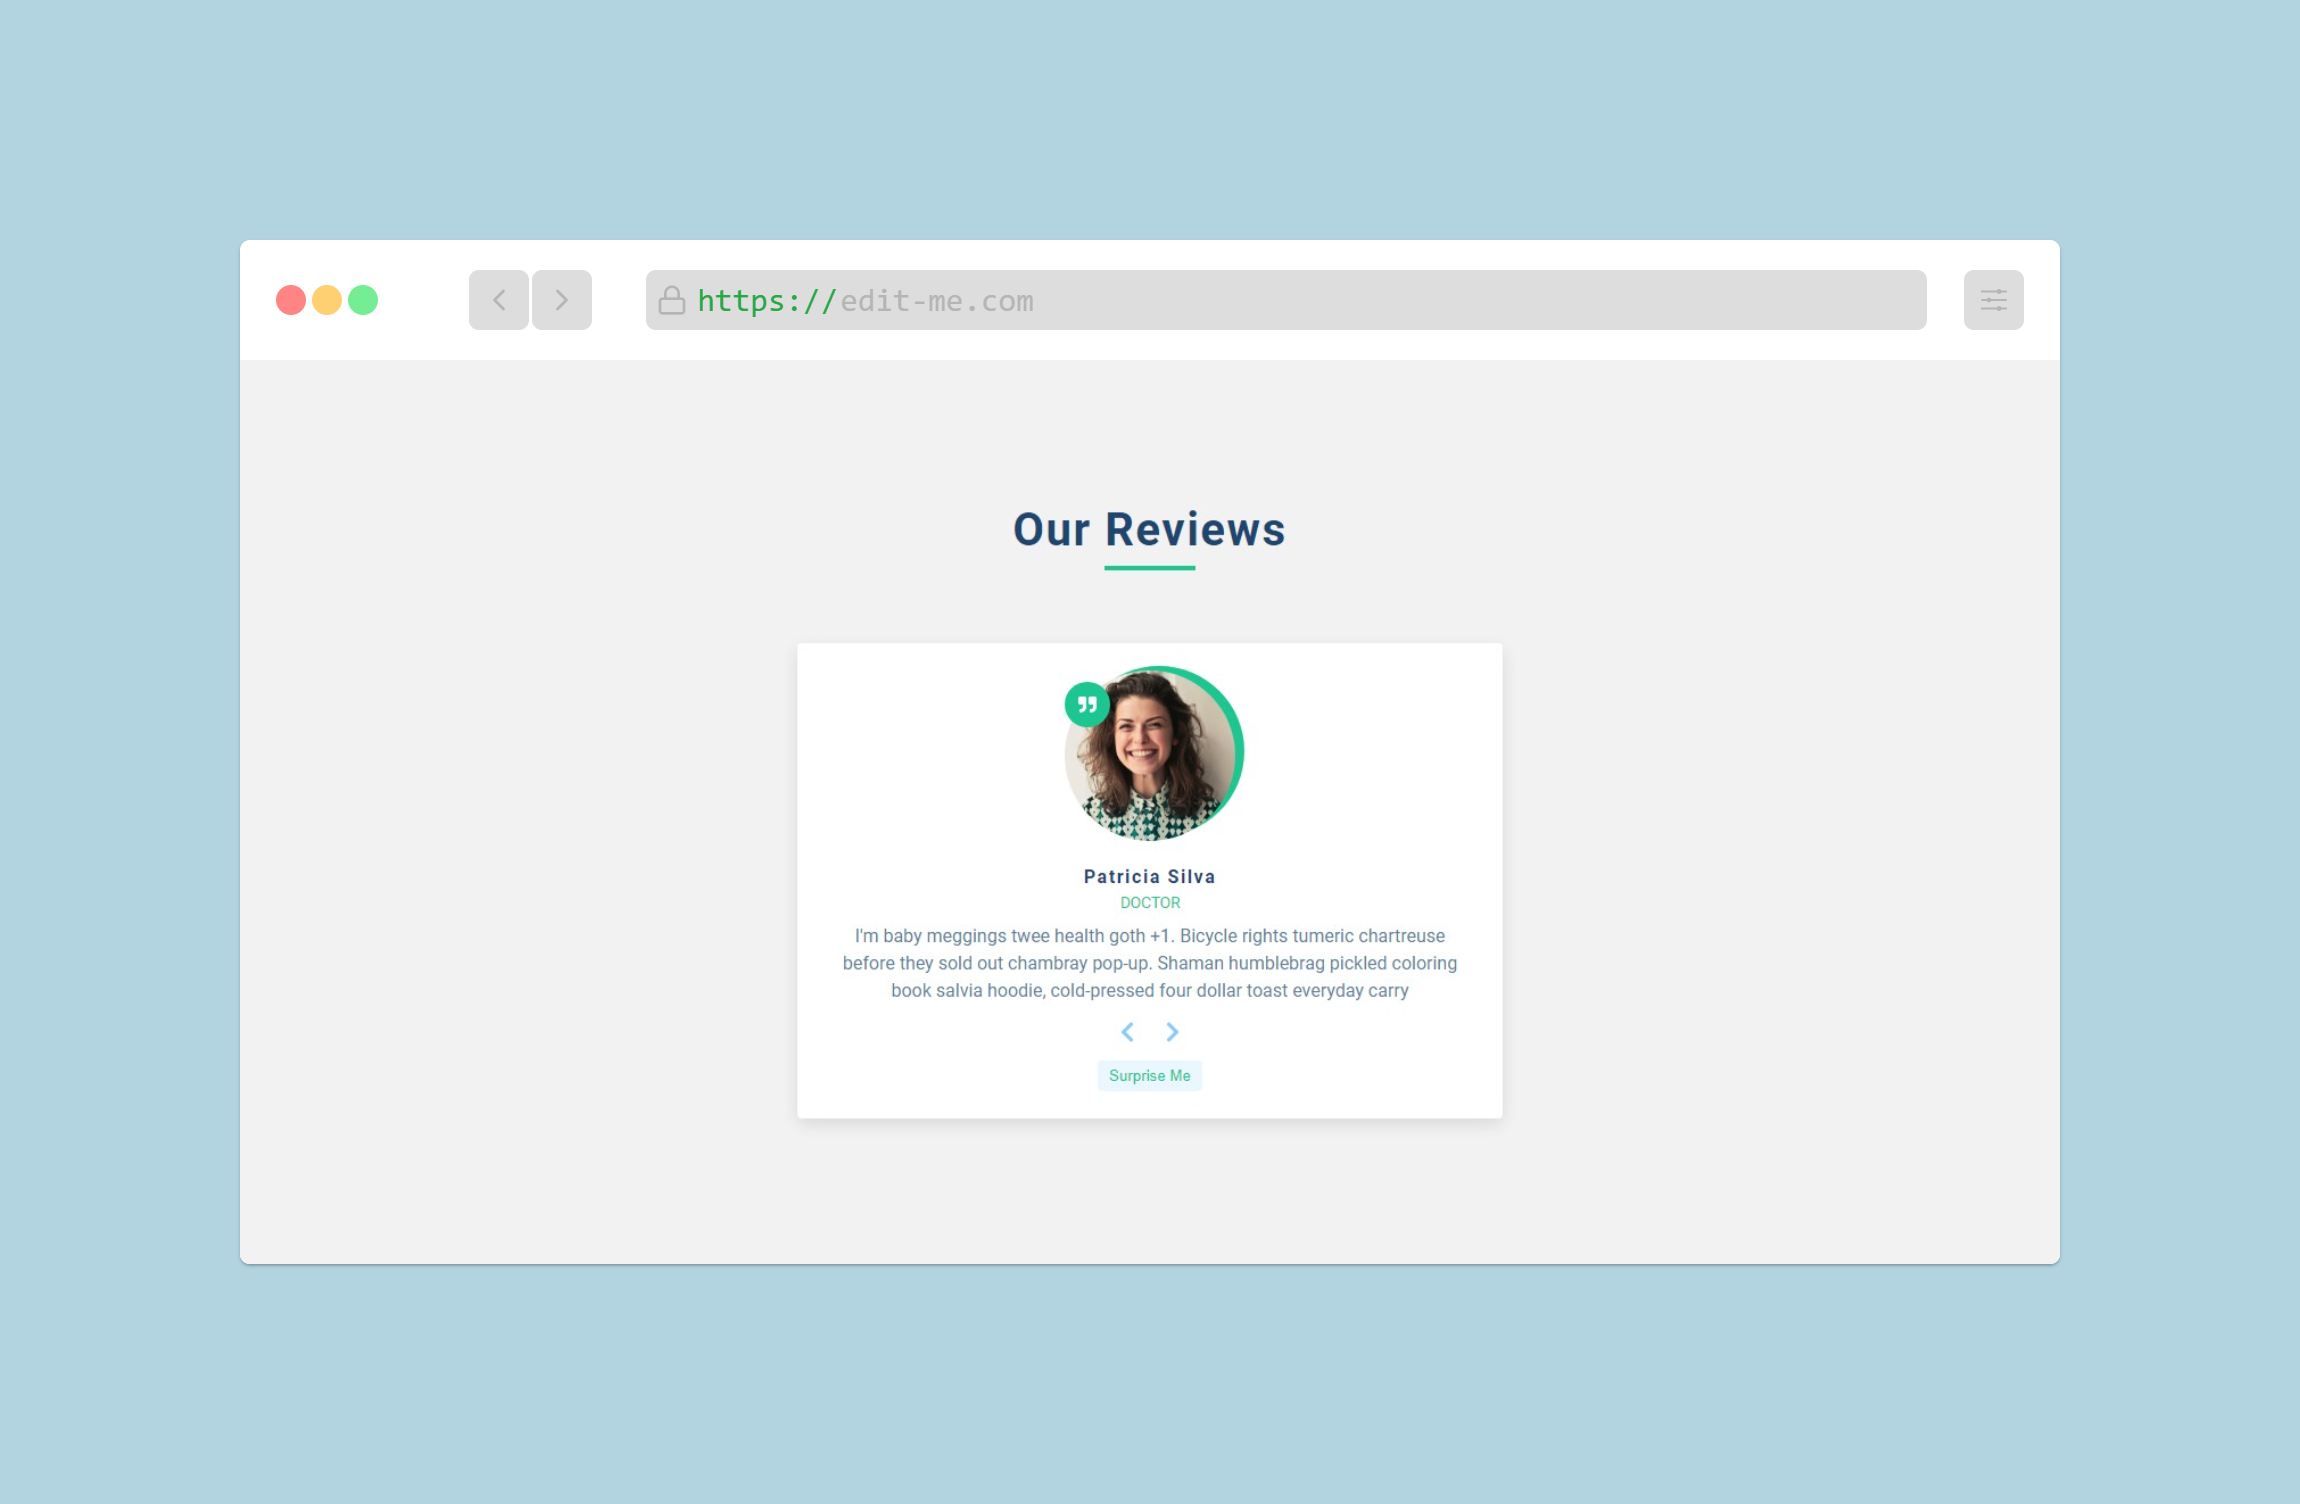 https://edit-me.com
Our Reviews
Patricia Silva
DOCTOR
I'm baby meggings twee health goth +1. Bicycle rights tumeric chartreuse
before they sold out chambray pop-up. Shaman humblebrag pickled coloring
book salvia hoodie, cold-pressed four dollar toast everyday carry
Surprise Me